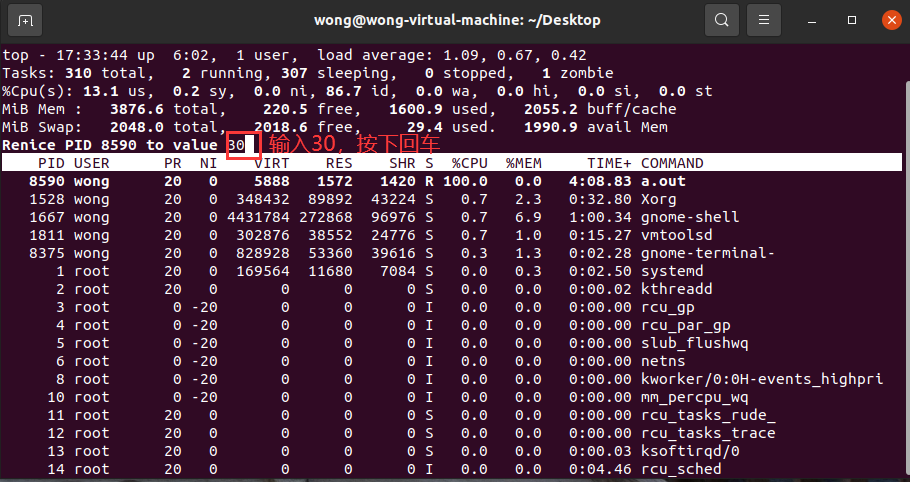 wong@wong-virtual-machine: ~/Desktop
top - 17:33:44 up  6:02,  1 user,  load average: 1.09, 0.67, 0.42
Tasks: 310 total,   2 running, 307 sleeping,   0 stopped,   1 zombie
%Cpu(s): 13.1 us,  0.2 sy,  0.0 ni, 86.7 id,  0.0 wa,  0.0 hi,  0.0 si,  0.0 st
MiB Mem :   3876.6 total,    220.5 free,   1600.9 used,   2055.2 buff/cache
MiB Swap:   2048.0 total,   2018.6 free,     29.4 used.   1990.9 avail Mem
Renice PID 8590 to value 30 输入30，按下回车
PID USER      PR  NI    VIRT    RES    SHR S  %CPU  %MEM     TIME+ COMMAND
8590 wong      20   0    5888   1572   1420 R 100.0   0.0   4:08.83 a.out
1528 wong      20   0  348432  89892  43224 S   0.7   2.3   0:32.80 Xorg
1667 wong      20   0 4431784 272868  96976 S   0.7   6.9   1:00.34 gnome-shell
1811 wong      20   0  302876  38552  24776 S   0.7   1.0   0:15.27 vmtoolsd
8375 wong      20   0  828928  53360  39616 S   0.3   1.3   0:02.28 gnome-terminal-
1 root      20   0  169564  11680   7084 S   0.0   0.3   0:02.50 systemd
2 root      20   0       0      0      0 S   0.0   0.0   0:00.02 kthreadd
3 root       0 -20       0      0      0 I   0.0   0.0   0:00.00 rcu_gp
4 root       0 -20       0      0      0 I   0.0   0.0   0:00.00 rcu_par_gp
5 root       0 -20       0      0      0 I   0.0   0.0   0:00.00 slub_flushwq
6 root       0 -20       0      0      0 I   0.0   0.0   0:00.00 netns
8 root       0 -20       0      0      0 I   0.0   0.0   0:00.00 kworker/0:0H-events_highpri
10 root       0 -20       0      0      0 I   0.0   0.0   0:00.00 mm_percpu_wq
11 root      20   0       0      0      0 S   0.0   0.0   0:00.00 rcu_tasks_rude_
12 root      20   0       0      0      0 S   0.0   0.0   0:00.00 rcu_tasks_trace
13 root      20   0       0      0      0 S   0.0   0.0   0:00.03 ksoftirqd/0
14 root      20   0       0      0      0 I   0.0   0.0   0:04.46 rcu_sched